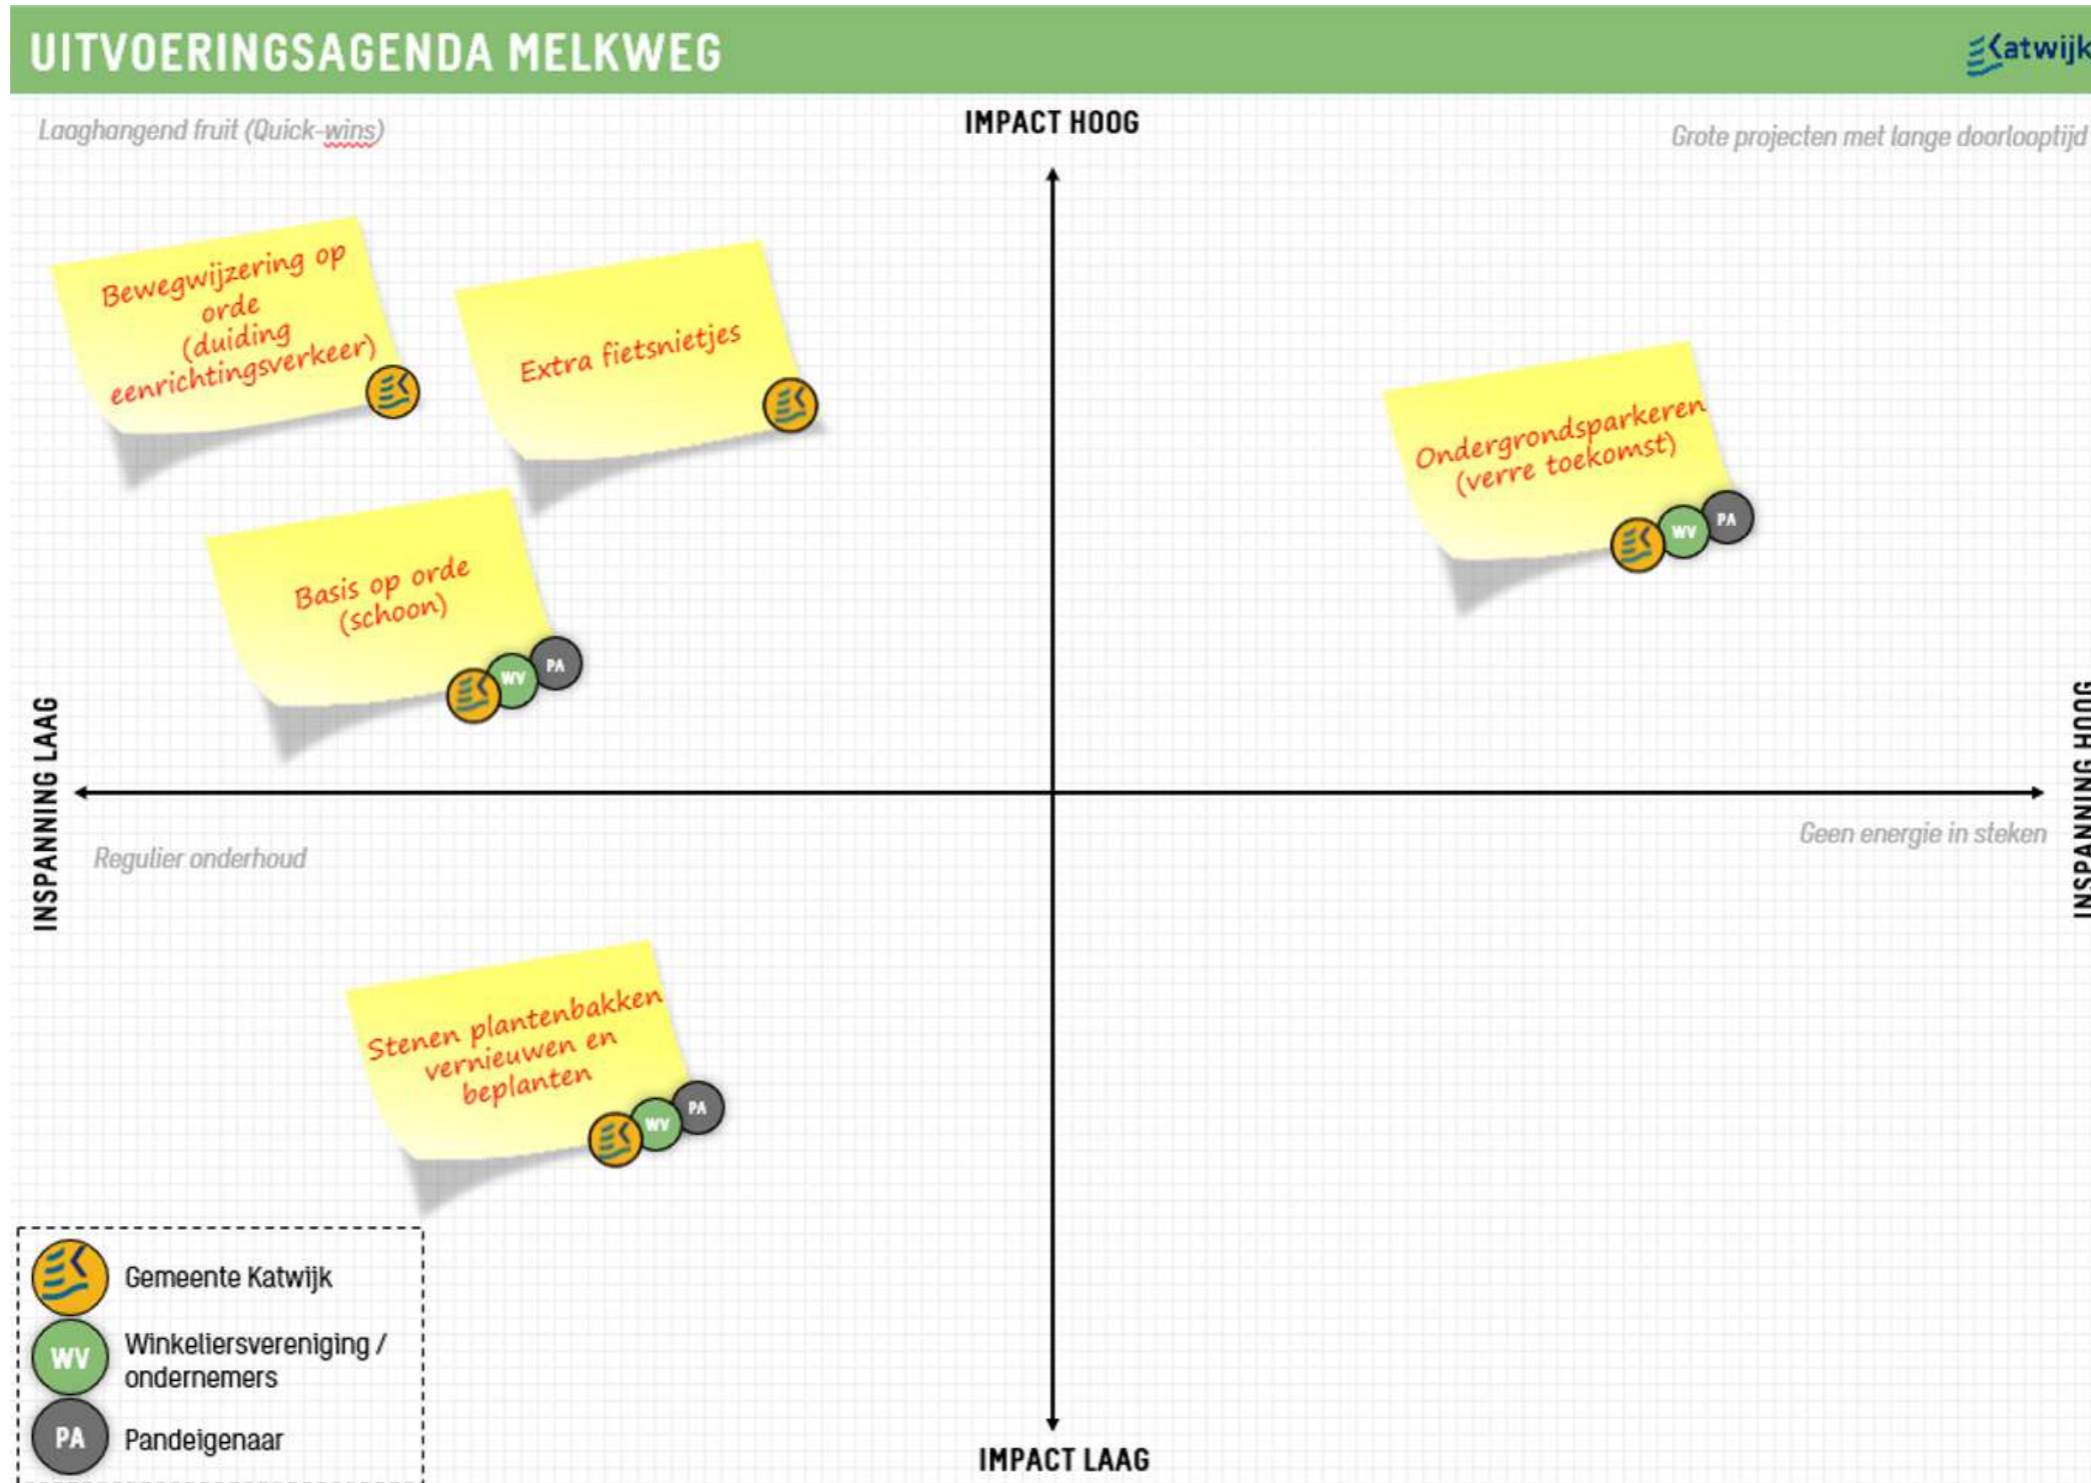 UITVOERINGSAGENDA MELKWEG
Katwijk
Laaghangend fruit (Quick-wins)
IMPACT HOOG
Grote projecten met lange doorlooptijd
Bewegwijzering op
orde
(duiding
eenrichtingsverkeer)
Extra fietsnietjes
Ondergrondsparkeren
(verre toekomst)
WV
PA
Basis op orde
(schoon)
WV
PA
INSPANNING LAAG
INSPANNING HOOG
Regulier onderhoud
Geen energie in steken
Stenen plantenbakken
vernieuwen en
beplanten
WV
PA
Gemeente Katwijk
WV
Winkeliersvereniging /
ondernemers
PA
Pandeigenaar
IMPACT LAAG